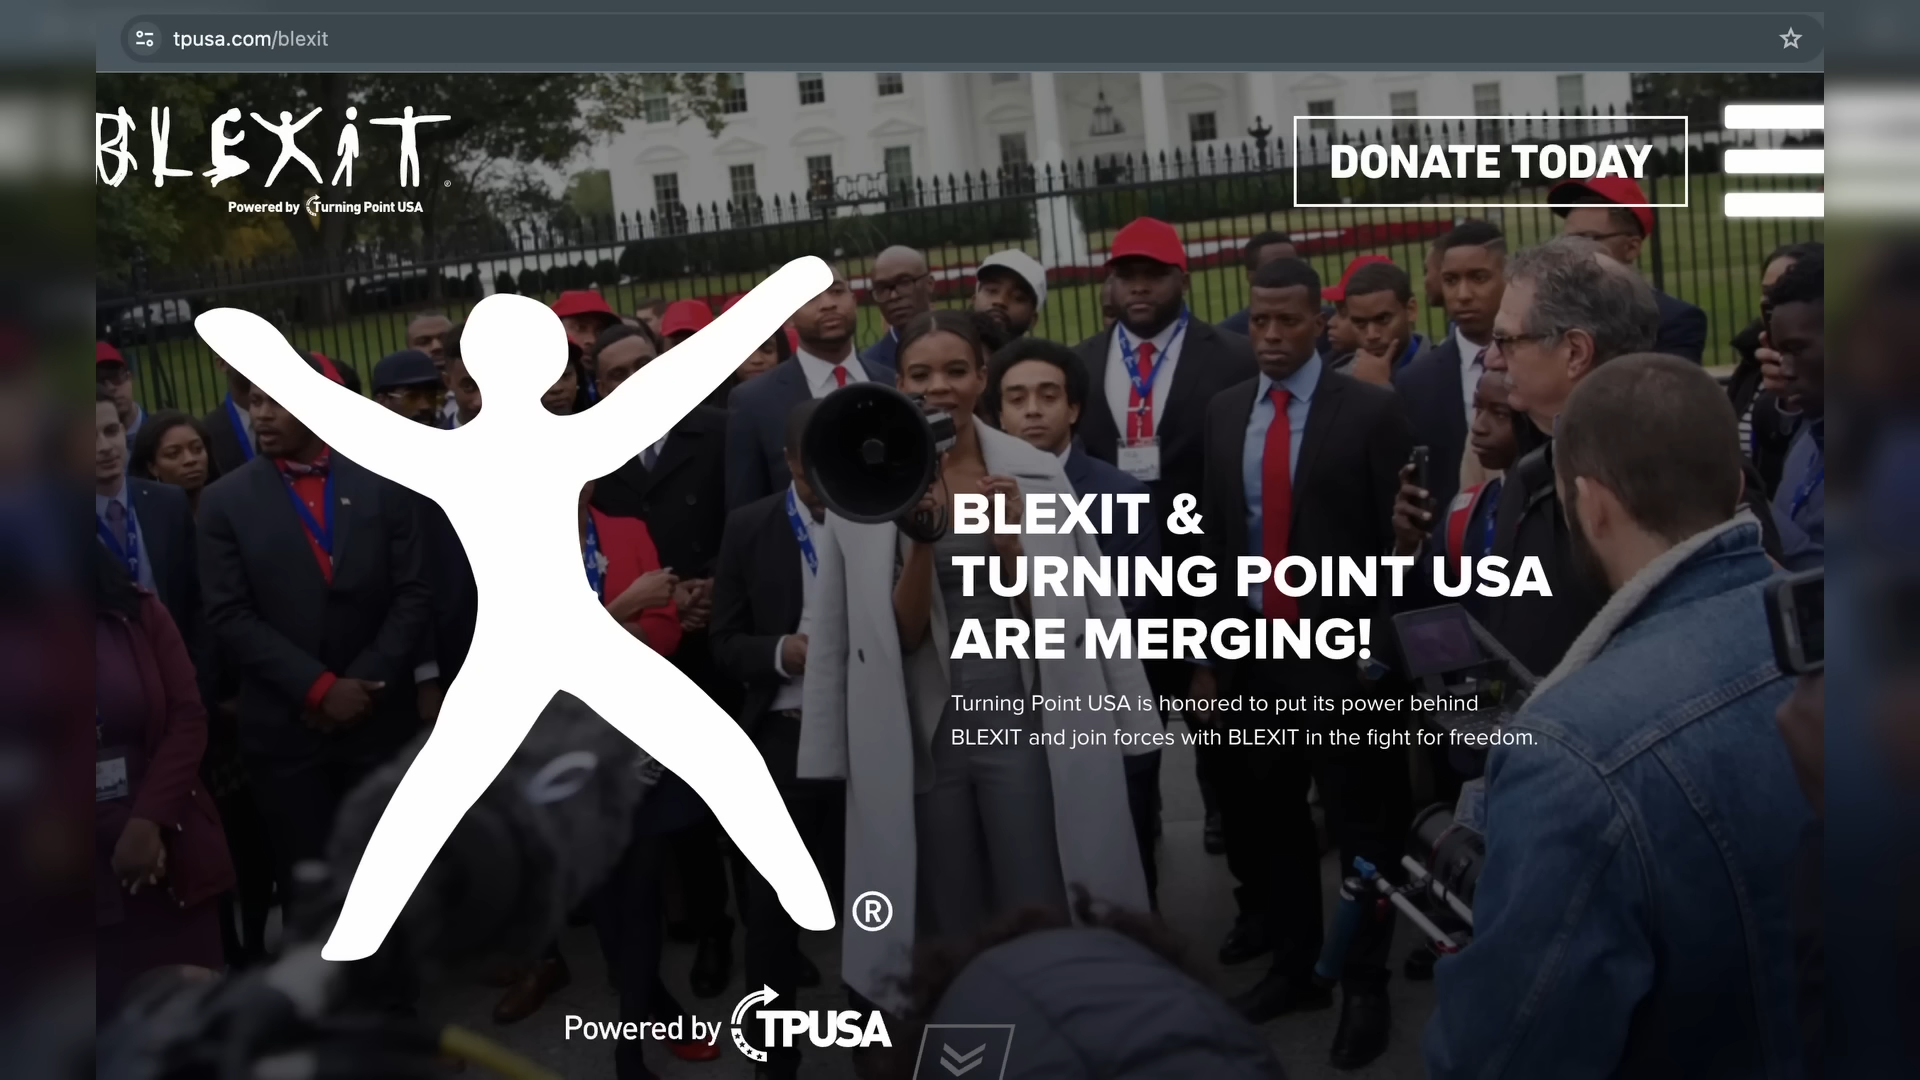 tpusa.com/blexit
BLEXIT ®
Powered by Turning Point USA
DONATE TODAY
BLEXIT &
TURNING POINT USA
ARE MERGING!
Turning Point USA is honored to put its power behind
BLEXIT and join forces with BLEXIT in the fight for freedom.
®
Powered by TPUSA